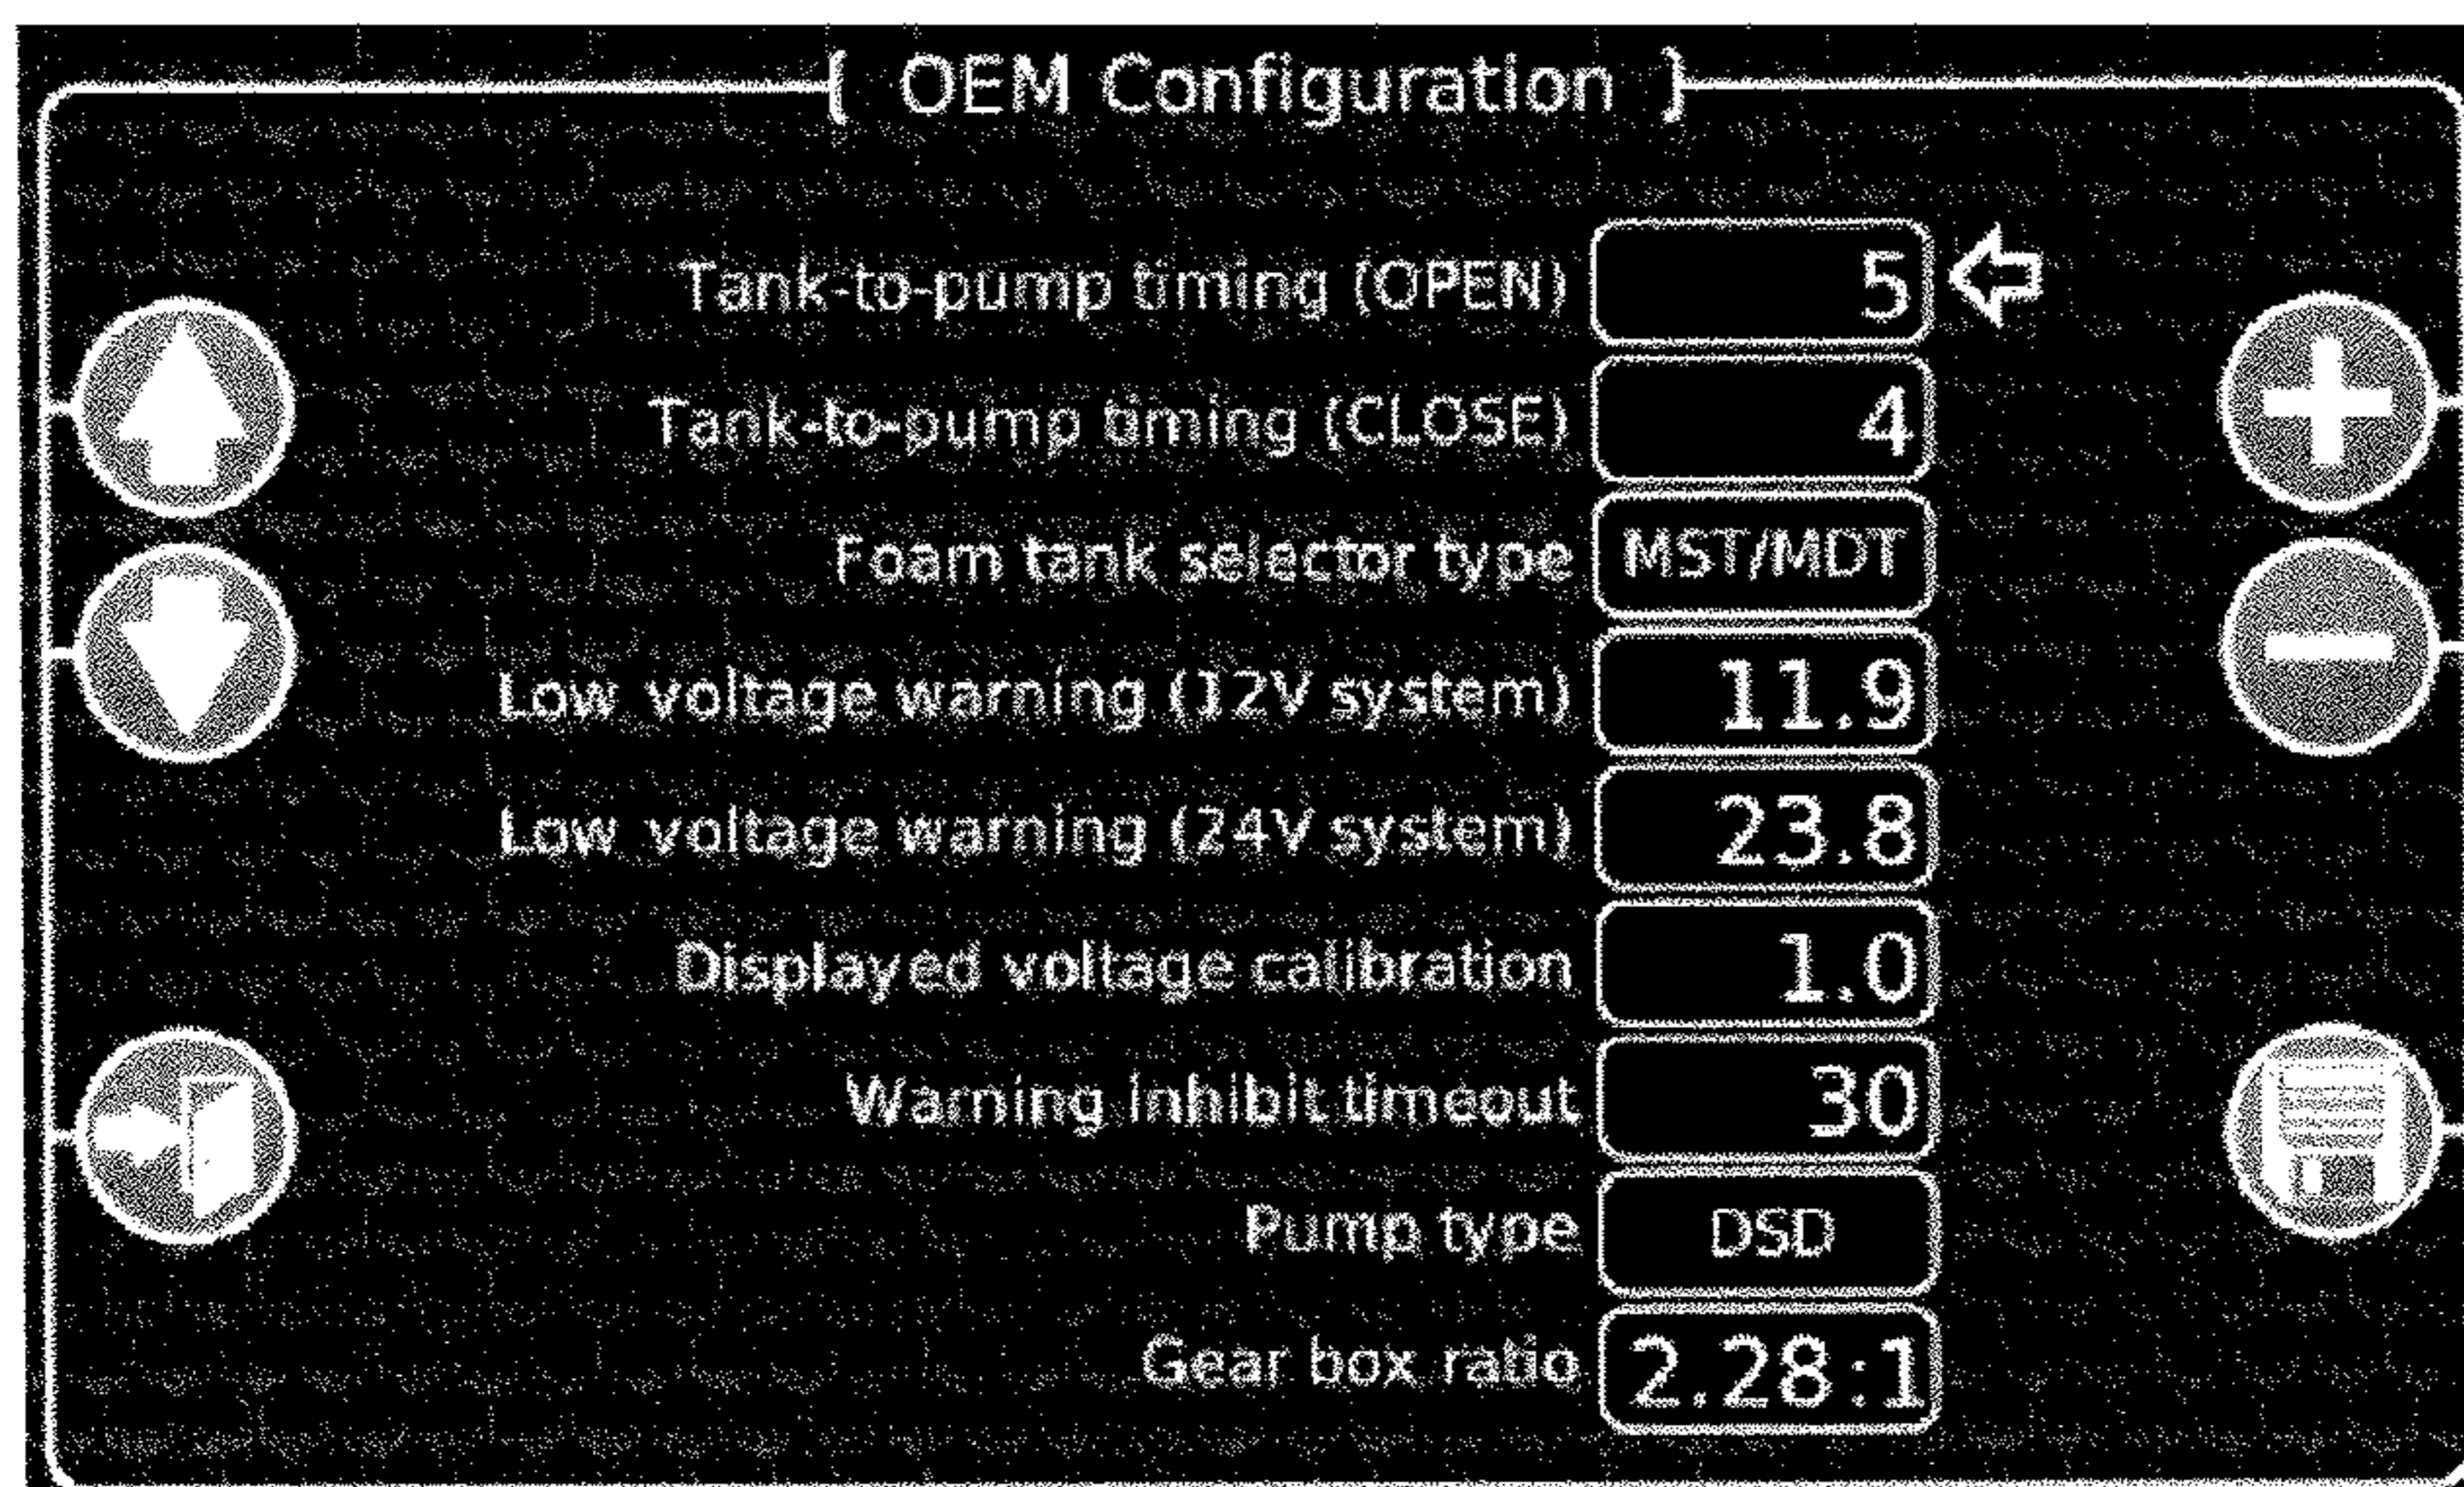 { OEM Configuration }
Tank-to-pump timing (OPEN) 5
Tank-to-pump timing (CLOSE) 4
Foam tank selector type MST/MDT
Low voltage warning (12V system) 11.9
Low voltage warning (24V system) 23.8
Displayed voltage calibration 1.0
Warning inhibit timeout 30
Pump type DSD
Gear box ratio 2.28:1